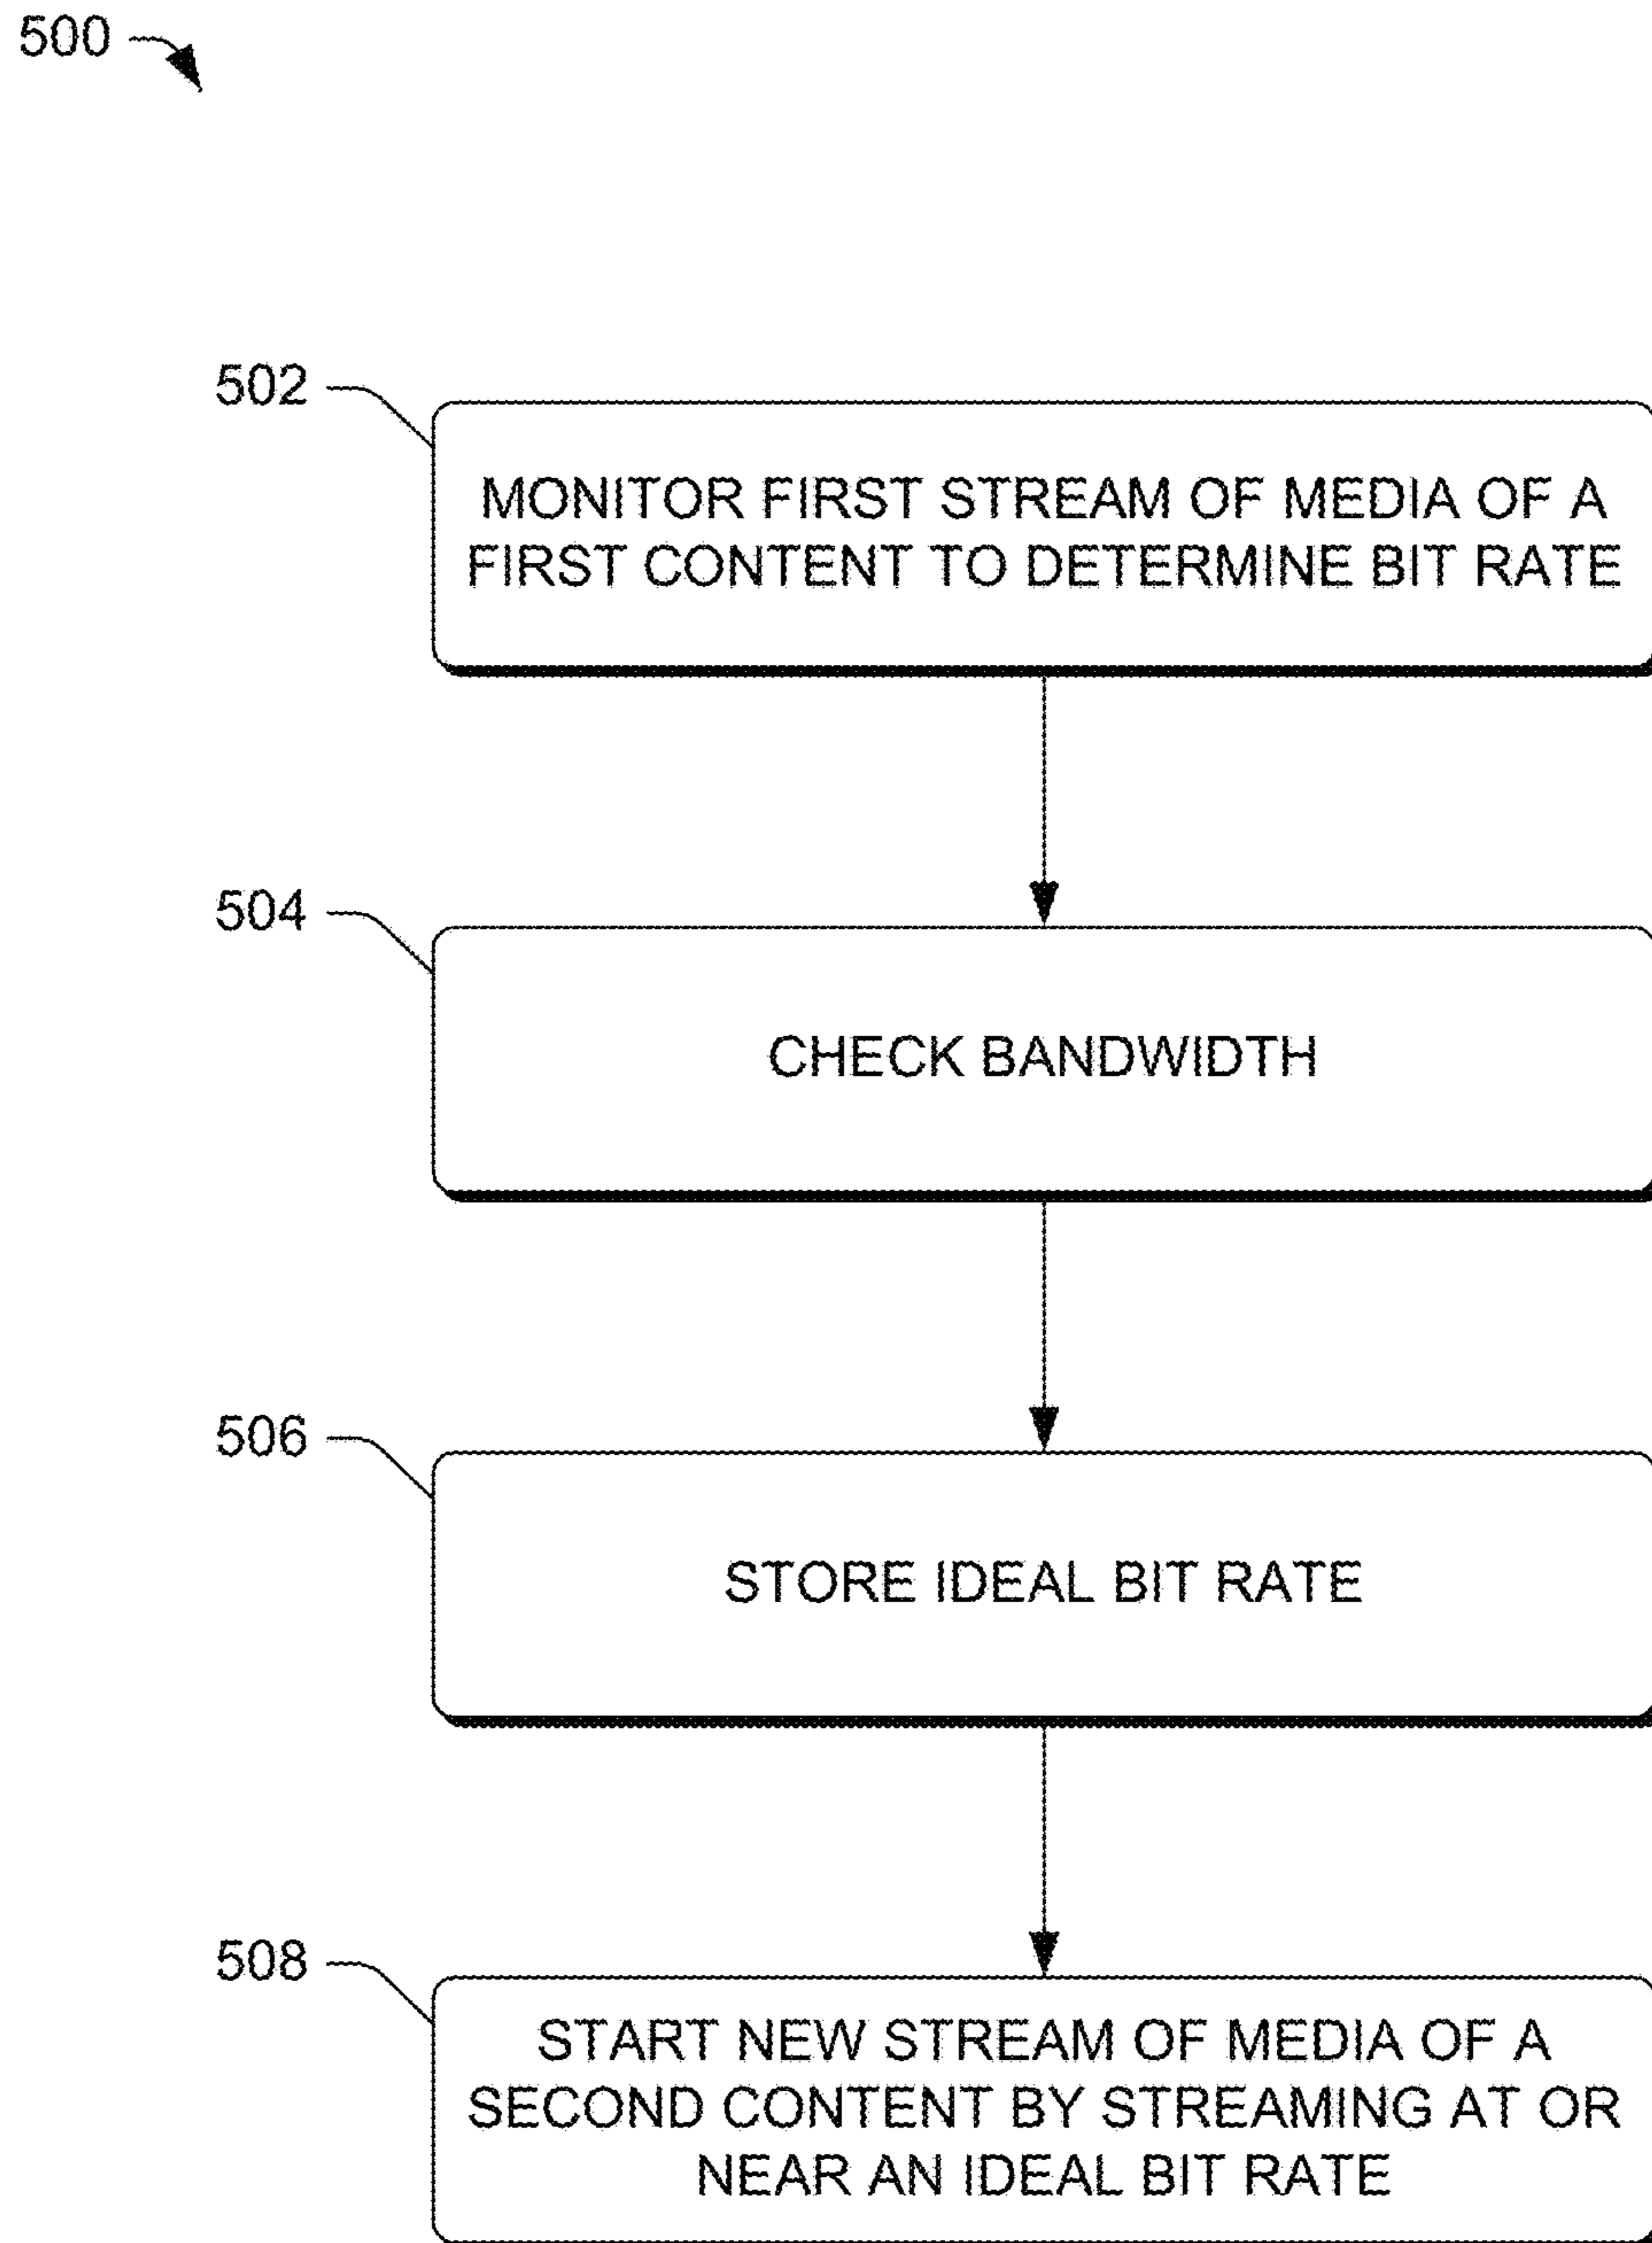 500
502
MONITOR FIRST STREAM OF MEDIA OF A
FIRST CONTENT TO DETERMINE BIT RATE
504
CHECK BANDWIDTH
506
STORE IDEAL BIT RATE
508
START NEW STREAM OF MEDIA OF A
SECOND CONTENT BY STREAMING AT OR
NEAR AN IDEAL BIT RATE